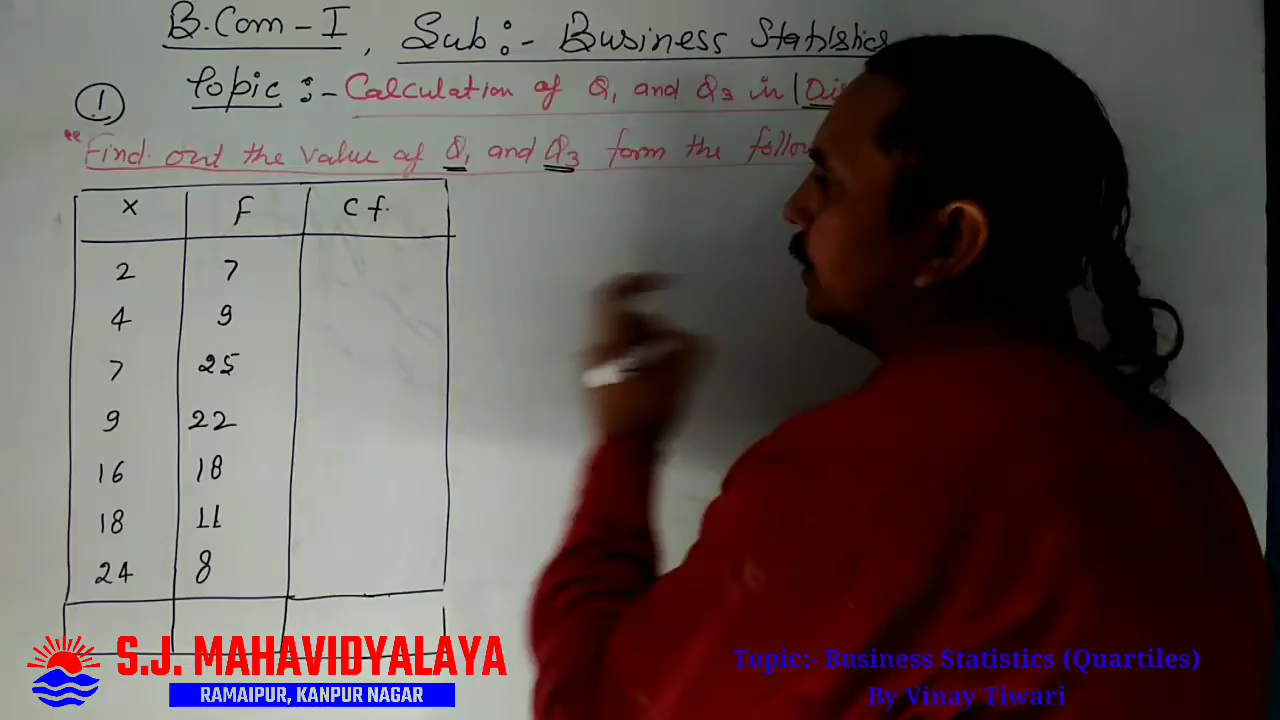 B.Com - I, Sub:- Business Statistics
Topic :- Calculation of Q1 and Q3 in
①
"Find out the value of Q1 and Q3 form the
X F Cf.
2 7
4 9
7 25
9 22
16 18
18 11
24 8
S.J. MAHAVIDYALAYA
RAMAIPUR, KANPUR NAGAR
Topic:- Business Statistics (Quartiles)
By Vinay Tiwari